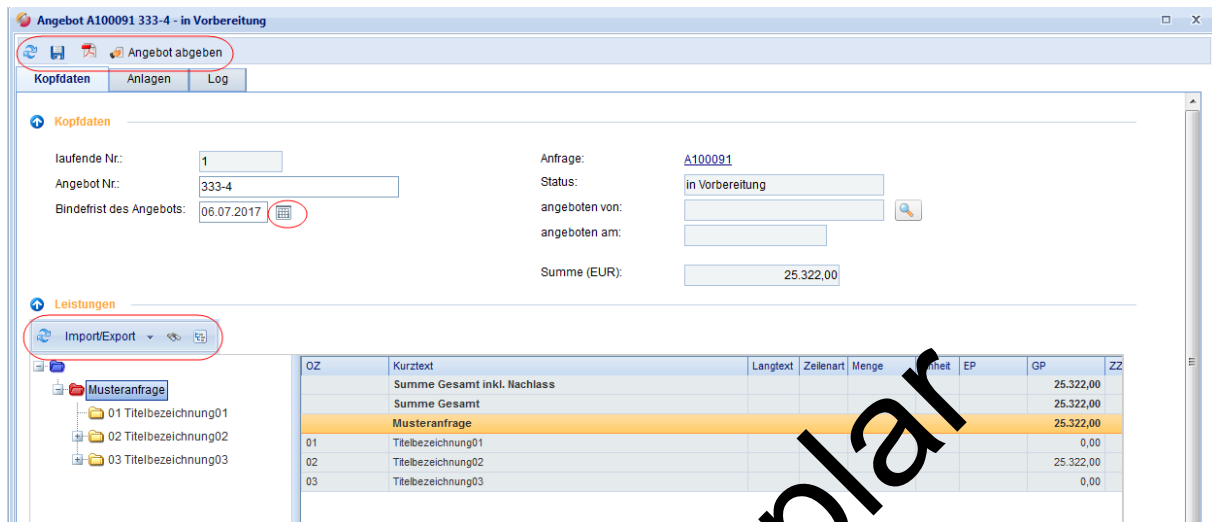 Angebot A100091 333-4 - in Vorbereitung
X
Angebot abgeben
Kopfdaten Anlagen Log
Kopfdaten
laufende Nr.: 1 Anfrage: A100091
Angebot Nr.: 333-4 Status: in Vorbereitung
Bindefrist des Angebots: 06.07.2017 angeboten von:
angeboten am:
Summe (EUR): 25.322,00
Leistungen
Import/Export
Musteranfrage
01 Titelbezeichnung01
02 Titelbezeichnung02
03 Titelbezeichnung03
OZ Kurztext Langtext Zeilenart Menge EP GP ZZ
Summe Gesamt inkl. Nachlass 25.322,00
Summe Gesamt 25.322,00
Musteranfrage 25.322,00
01 Titelbezeichnung01 0,00
02 Titelbezeichnung02 25.322,00
03 Titelbezeichnung03 0,00
plar